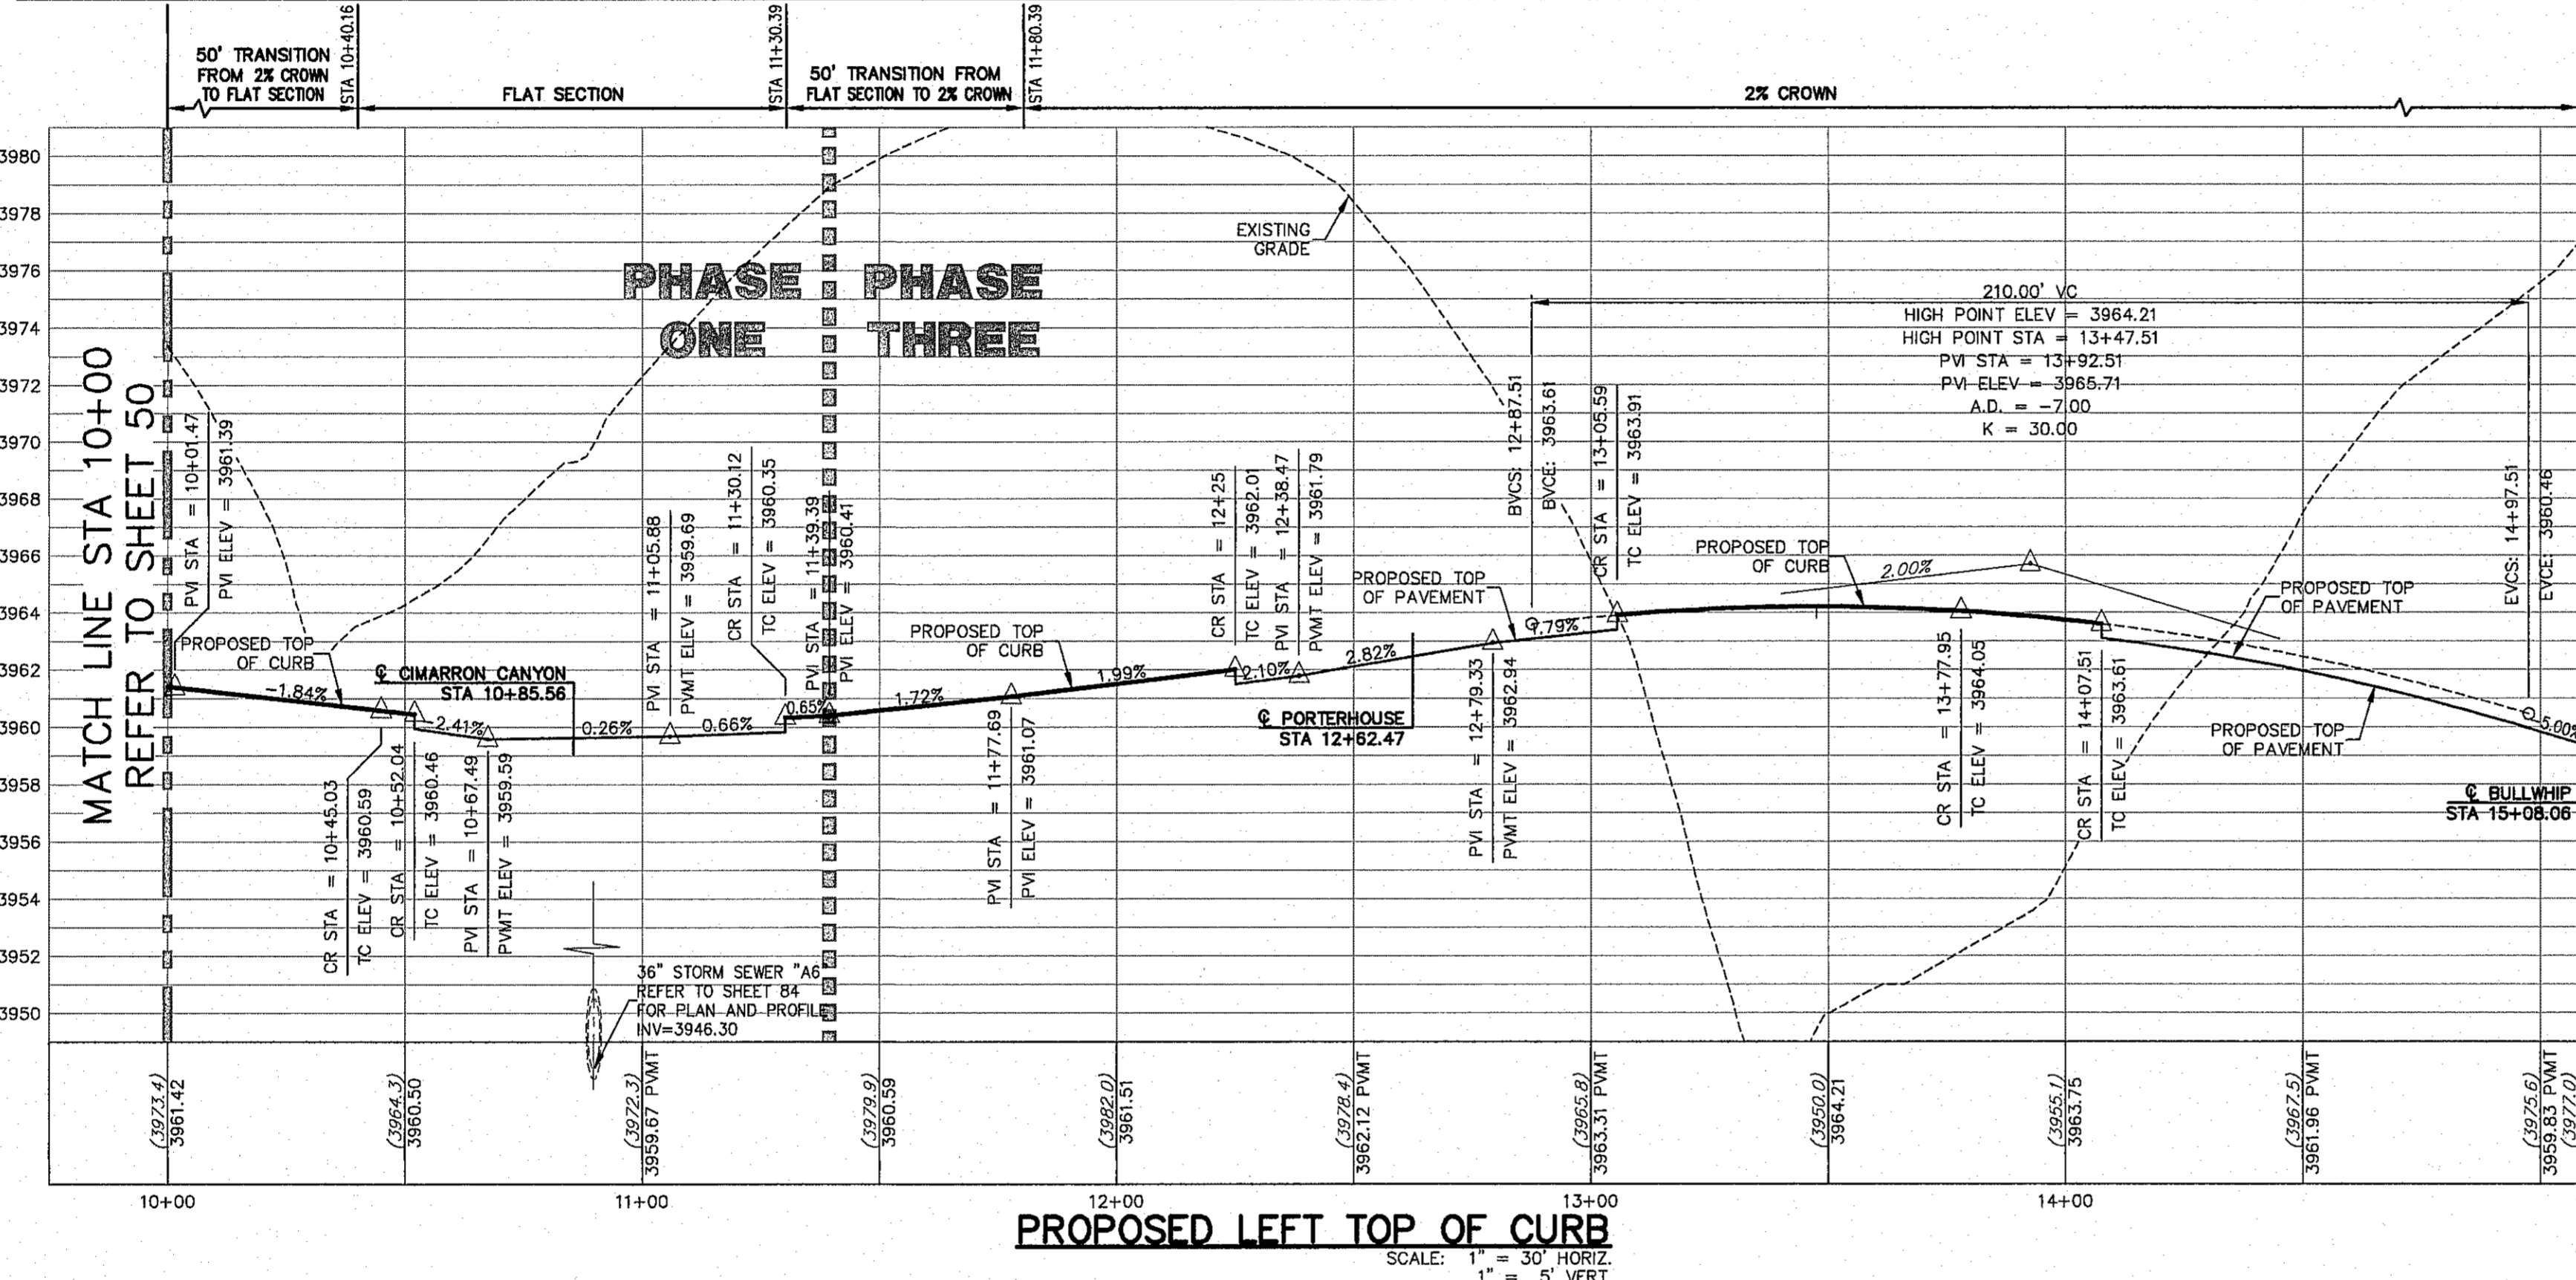 50' TRANSITION
FROM 2% CROWN
TO FLAT SECTION
STA 10+40.16
FLAT SECTION
STA 11+30.39
50' TRANSITION FROM
FLAT SECTION TO 2% CROWN
STA 11+80.39
2% CROWN
3980
3978
3976
3974
3972
3970
3968
3966
3964
3962
3960
3958
3956
3954
3952
3950
MATCH LINE STA 10+00
REFER TO SHEET 50
PHASE
ONE
PHASE
THREE
EXISTING
GRADE
210.00' VC
HIGH POINT ELEV = 3964.21
HIGH POINT STA = 13+47.51
PVI STA = 13+92.51
PVI ELEV = 3965.71
A.D. = -7.00
K = 30.00
PVI STA = 10+01.47
PVI ELEV = 3961.39
PROPOSED TOP
OF CURB
-1.84%
CR STA = 10+45.03
TC ELEV = 3960.59
CR STA = 10+52.04
TC ELEV = 3960.46
-2.41%
PVI STA = 10+67.49
PVMT ELEV = 3959.59
℄ CIMARRON CANYON
STA 10+85.56
0.26%
PVI STA = 11+05.88
PVMT ELEV = 3959.69
0.66%
CR STA = 11+30.12
TC ELEV = 3960.35
0.65%
PVI STA = 11+39.39
PVI ELEV = 3960.41
1.72%
PVI STA = 11+77.69
PVI ELEV = 3961.07
PROPOSED TOP
OF CURB
1.99%
CR STA = 12+25
TC ELEV = 3962.01
2.10%
PVI STA = 12+38.47
PVMT ELEV = 3961.79
2.82%
℄ PORTERHOUSE
STA 12+62.47
PROPOSED TOP
OF PAVEMENT
PVI STA = 12+79.33
PVMT ELEV = 3962.94
BVCS: 12+87.51
BVCE: 3963.61
1.79%
CR STA = 13+05.59
TC ELEV = 3963.91
PROPOSED TOP
OF CURB
2.00%
CR STA = 13+77.95
TC ELEV = 3964.05
CR STA = 14+07.51
TC ELEV = 3963.61
PROPOSED TOP
OF PAVEMENT
PROPOSED TOP
OF PAVEMENT
EVCS: 14+97.51
EVCE: 3960.46
-5.00%
℄ BULLWHIP
STA 15+08.06
36" STORM SEWER "A6
REFER TO SHEET 84
FOR PLAN AND PROFILE
INV=3946.30
(3973.4)
3961.42
(3964.3)
3960.50
(3972.3)
3959.67 PVMT
(3979.9)
3960.59
(3982.0)
3961.51
(3978.4)
3962.12 PVMT
(3965.8)
3963.31 PVMT
(3950.0)
3964.21
(3955.1)
3963.75
(3967.5)
3961.96 PVMT
(3975.6)
3959.83 PVMT
(3977.0)
10+00
11+00
12+00
13+00
14+00
PROPOSED LEFT TOP OF CURB
SCALE: 1" = 30' HORIZ.
1" = 5' VERT.